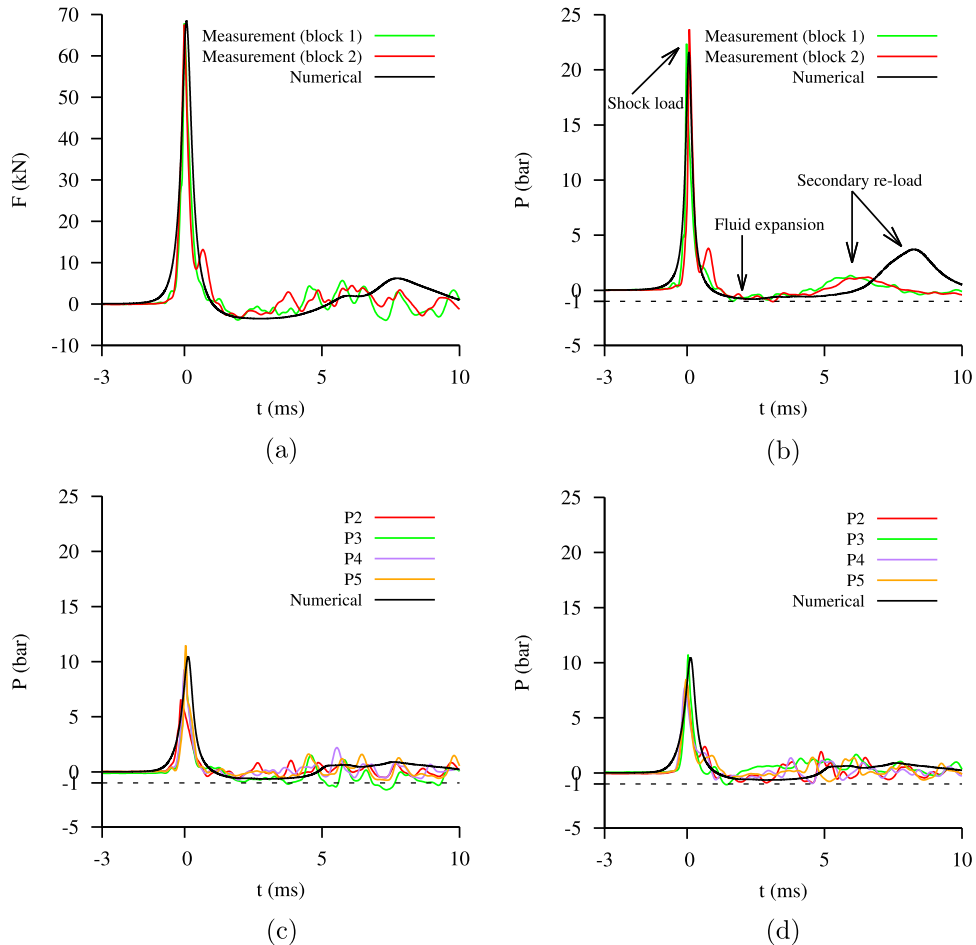 70
60
50
40
30
20
10
0
-10
F (kN)
Measurement (block 1)
Measurement (block 2)
Numerical
-3
0
5
10
t (ms)
(a)
25
20
15
10
5
0
-1
-5
P (bar)
Measurement (block 1)
Measurement (block 2)
Numerical
Shock load
Secondary re-load
Fluid expansion
-3
0
5
10
t (ms)
(b)
25
20
15
10
5
0
-1
-5
P (bar)
P2
P3
P4
P5
Numerical
-3
0
5
10
t (ms)
(c)
25
20
15
10
5
0
-1
-5
P (bar)
P2
P3
P4
P5
Numerical
-3
0
5
10
t (ms)
(d)